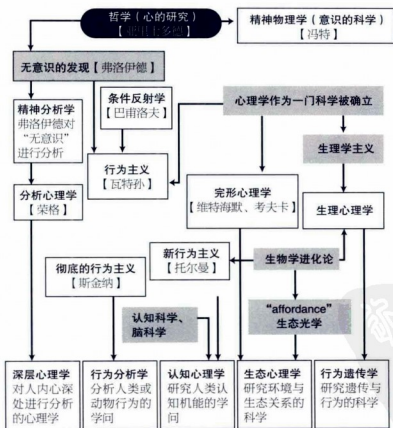 哲学（心的研究）
【亚里士多德】
精神物理学（意识的科学）
【冯特】
无意识的发现【弗洛伊德】
精神分析学
弗洛伊德对
“无意识”
进行分析
条件反射学
【巴甫洛夫】
心理学作为一门科学被确立
生理学主义
行为主义
【瓦特孙】
分析心理学
【荣格】
完形心理学
【维特海默、考夫卡】
生理心理学
新行为主义
【托尔曼】
生物学进化论
彻底的行为主义
【斯金纳】
认知科学、
脑科学
“affordance”
生态光学
深层心理学
对人内心深
处进行分析
的心理学
行为分析学
分析人类或
动物行为的
学问
认知心理学
研究人类认
知机能的学
问
生态心理学
研究环境与
生态关系的
科学
行为遗传学
研究遗传与
行为的科学